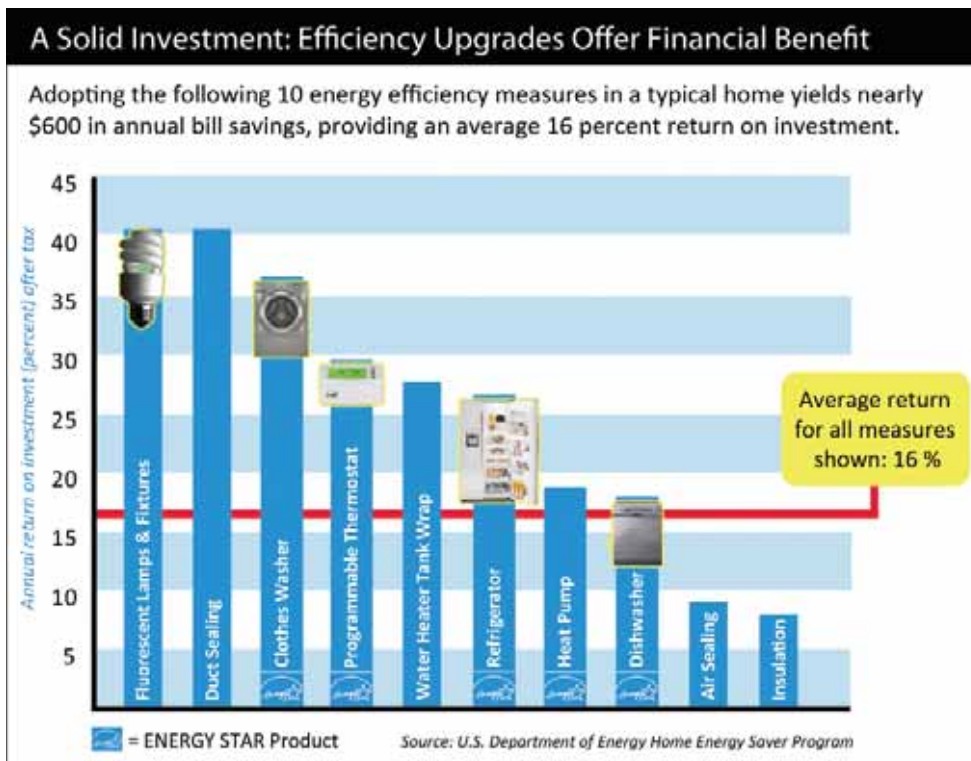 A Solid Investment: Efficiency Upgrades Offer Financial Benefit
Adopting the following 10 energy efficiency measures in a typical home yields nearly
$600 in annual bill savings, providing an average 16 percent return on investment.
45
40
35
30
25
20
15
10
5
Annual return on investment (percent) after tax
Fluorescent Lamps & Fixtures
Duct Sealing
Clothes Washer
Programmable Thermostat
Water Heater Tank Wrap
Refrigerator
Heat Pump
Dishwasher
Air Sealing
Insulation
Average return
for all measures
shown: 16 %
= ENERGY STAR Product
Source: U.S. Department of Energy Home Energy Saver Program